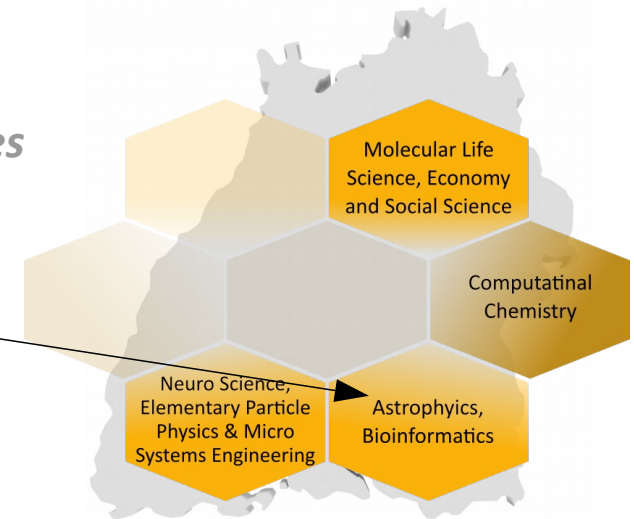 es
Molecular Life
Science, Economy
and Social Science
Computatinal
Chemistry
Neuro Science,
Elementary Particle
Physics & Micro
Systems Engineering
Astrophyics,
Bioinformatics